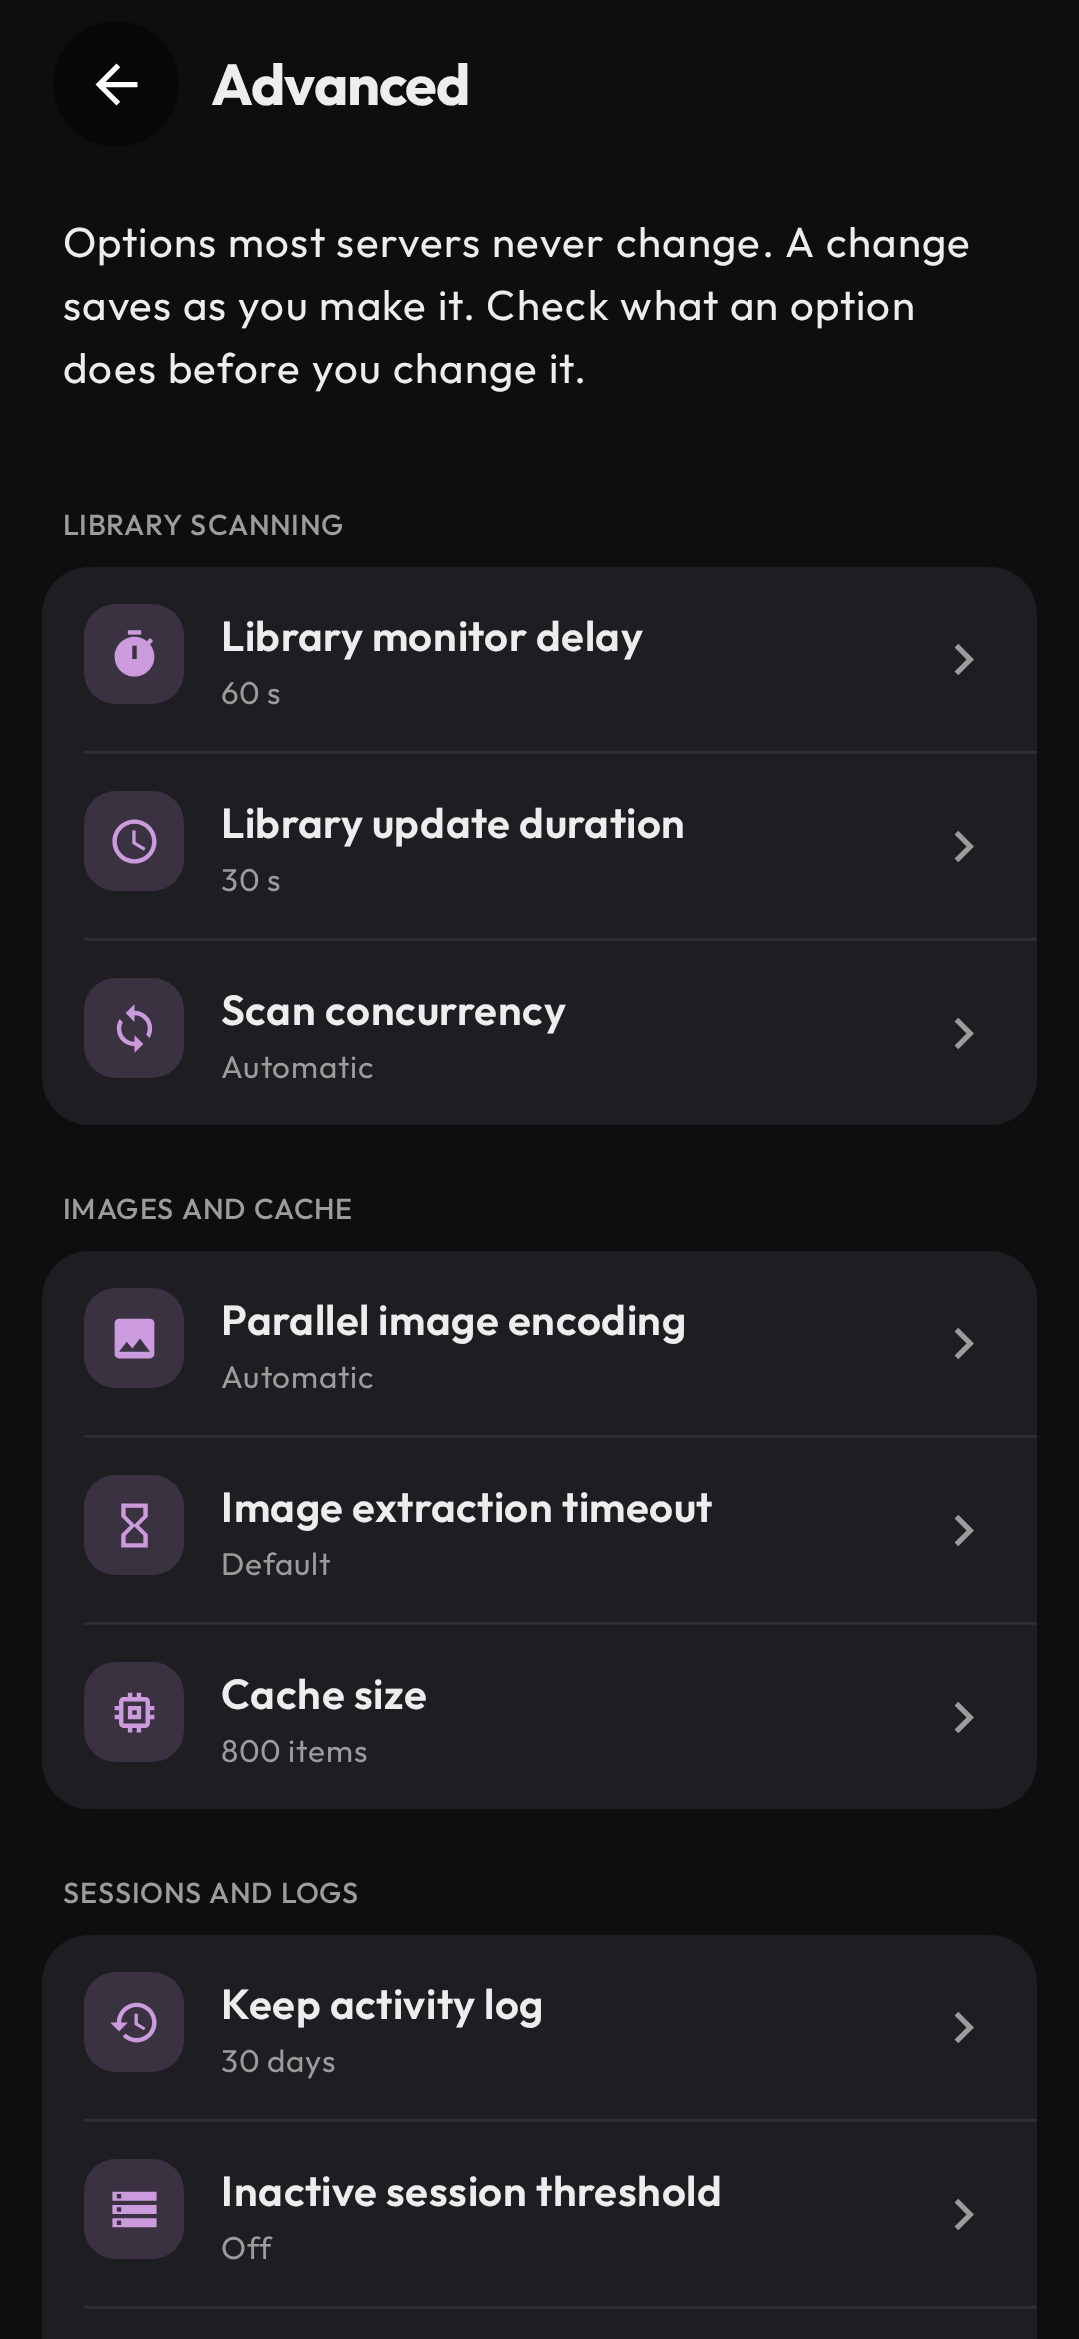 Advanced
Options most servers never change. A change
saves as you make it. Check what an option
does before you change it.
LIBRARY SCANNING
Library monitor delay
60 s
Library update duration
30 s
Scan concurrency
Automatic
IMAGES AND CACHE
Parallel image encoding
Automatic
Image extraction timeout
Default
Cache size
800 items
SESSIONS AND LOGS
Keep activity log
30 days
Inactive session threshold
Off